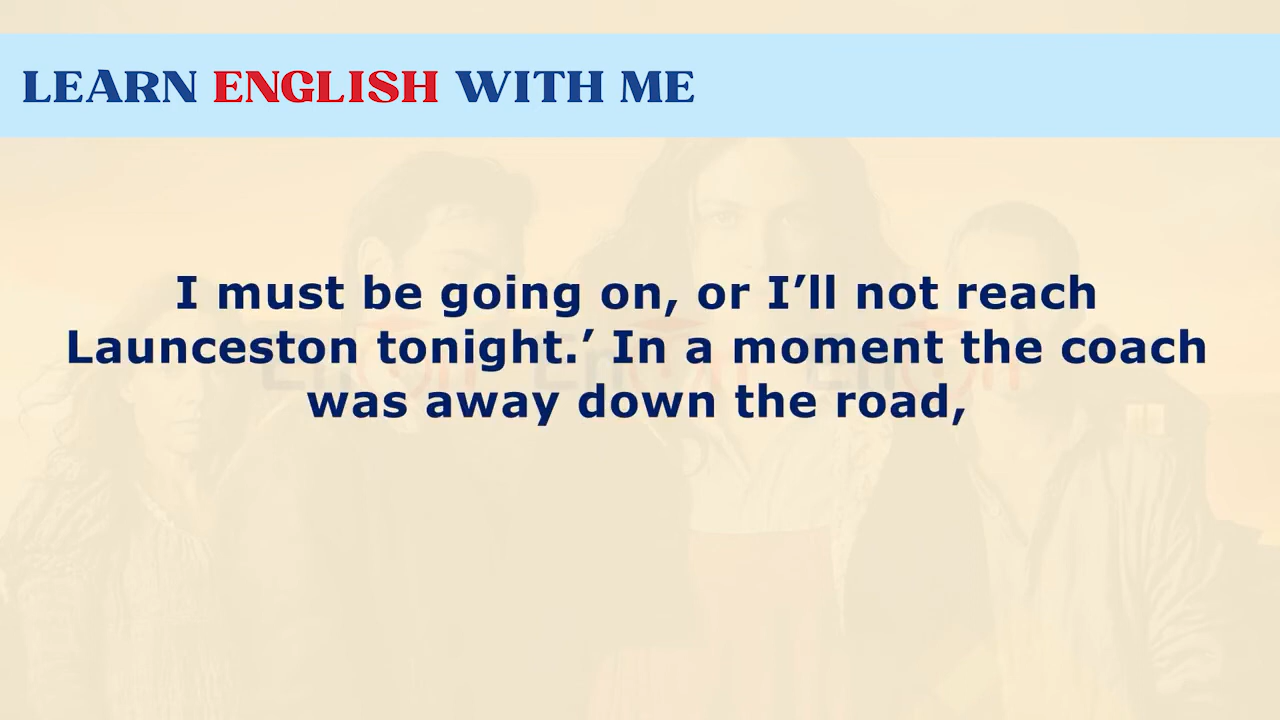 LEARN ENGLISH WITH ME
I must be going on, or I’ll not reach
Launceston tonight.’ In a moment the coach
was away down the road,